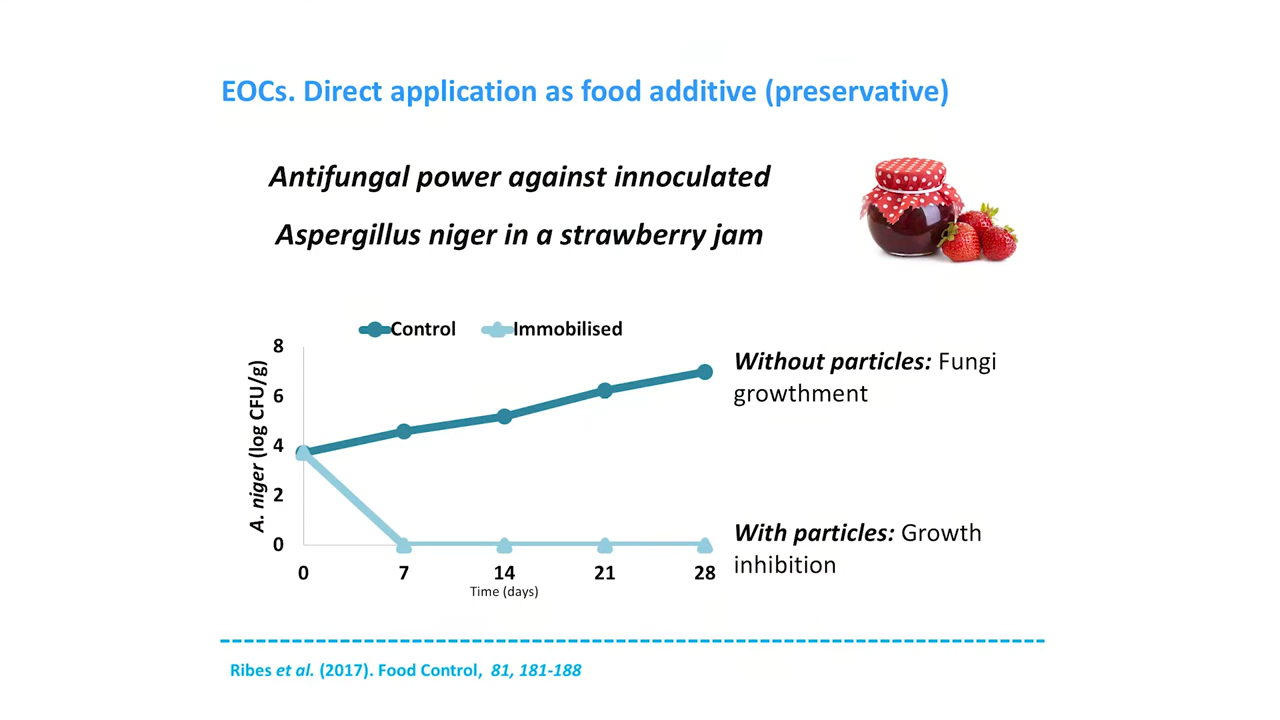 EOCs. Direct application as food additive (preservative)
Antifungal power against innoculated
Aspergillus niger in a strawberry jam
Control
Immobilised
A. niger (log CFU/g)
8
6
4
2
0
0 7 14 21 28
Time (days)
Without particles: Fungi
growthment
With particles: Growth
inhibition
Ribes et al. (2017). Food Control, 81, 181-188